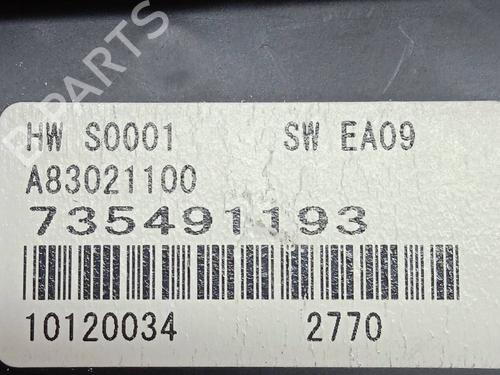 B PARTS
HW S0001 SW EA09
A83021100
735491193
10120034 2770